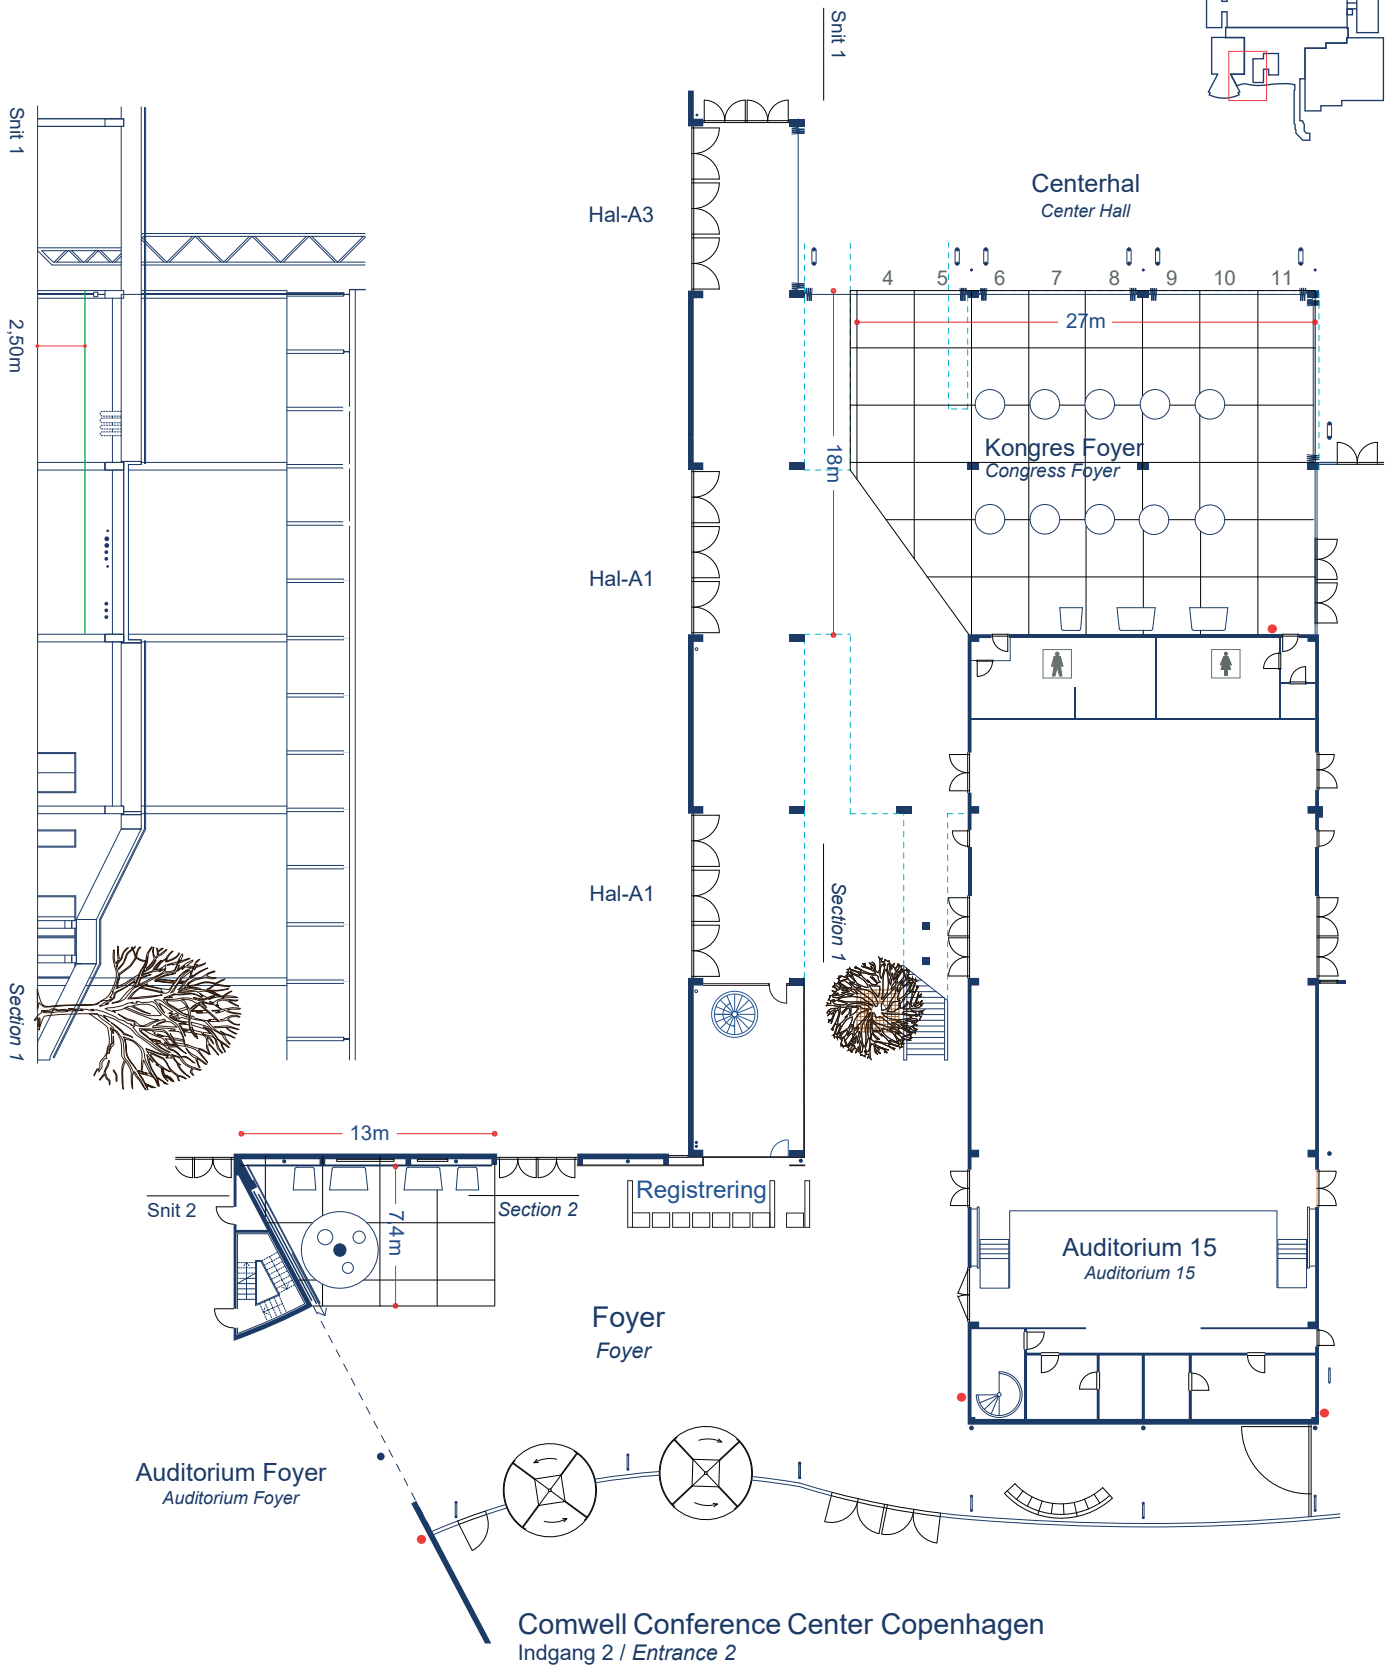 Snit 1
Snit 1
Centerhal
Center Hall
Hal-A3
4 5 6 7 8 9 10 11
27m
2,50m
Kongres Foyer
Congress Foyer
18m
Hal-A1
Hal-A1
Section 1
Section 1
13m
Registrering
Snit 2
Section 2
7,4m
Auditorium 15
Auditorium 15
Foyer
Foyer
Auditorium Foyer
Auditorium Foyer
Comwell Conference Center Copenhagen
Indgang 2 / Entrance 2